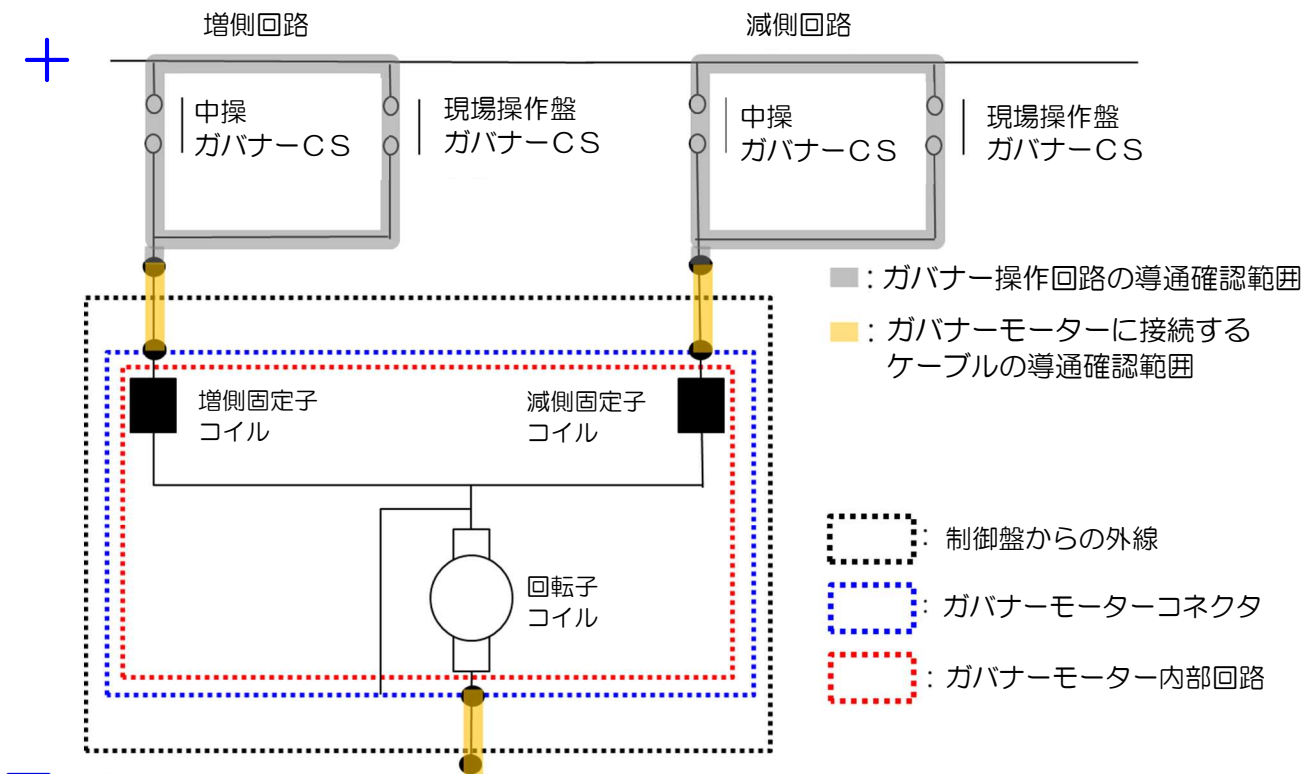 増側回路
減側回路
+
中操
ガバナーCS
現場操作盤
ガバナーCS
中操
ガバナーCS
現場操作盤
ガバナーCS
:ガバナー操作回路の導通確認範囲
:ガバナーモーターに接続する
ケーブルの導通確認範囲
増側固定子
コイル
減側固定子
コイル
回転子
コイル
:制御盤からの外線
:ガバナーモーターコネクタ
:ガバナーモーター内部回路